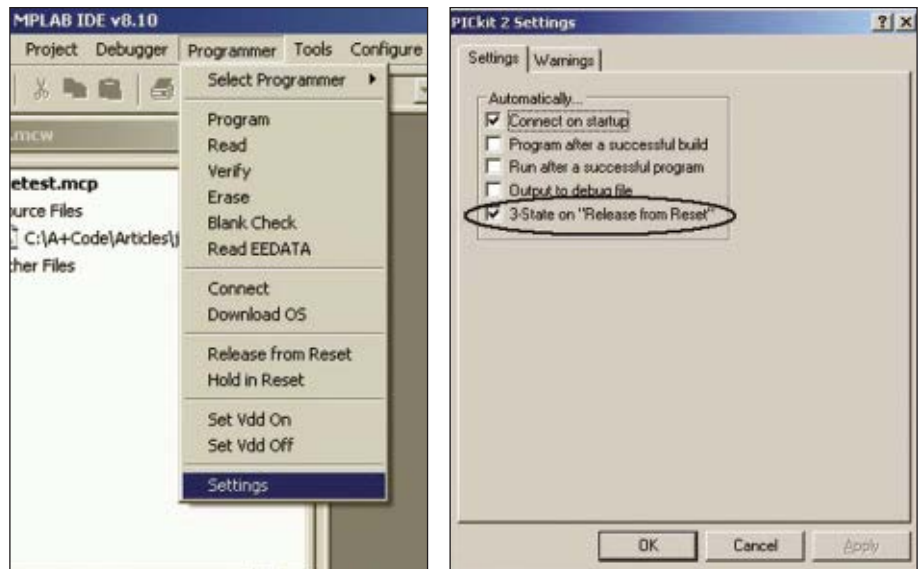 MPLAB IDE v8.10
Project Debugger Programmer Tools Configure
Select Programmer
.mcw
Program
Read
Verify
Erase
Blank Check
Read EEDATA
Connect
Download OS
Release from Reset
Hold in Reset
Set Vdd On
Set Vdd Off
Settings
etest.mcp
urce Files
C:\A+Code\Articles\
her Files
PICkit 2 Settings
Settings Warnings
Automatically...
Connect on startup
Program after a successful build
Run after a successful program
Output to debug file
3-State on "Release from Reset"
OK Cancel Apply